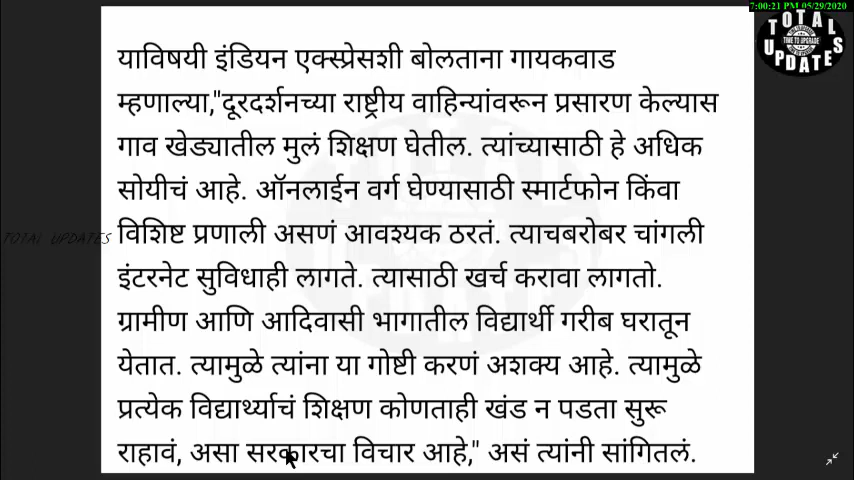 7:00:21 PM 05/29/2020
TOTAL
TIME TO UPGRADE
UPDATES
याविषयी इंडियन एक्स्प्रेसशी बोलताना गायकवाड
म्हणाल्या,"दूरदर्शनच्या राष्ट्रीय वाहिन्यांवरून प्रसारण केल्यास
गाव खेड्यातील मुलं शिक्षण घेतील. त्यांच्यासाठी हे अधिक
सोयीचं आहे. ऑनलाईन वर्ग घेण्यासाठी स्मार्टफोन किंवा
TOTAL UPDATES
विशिष्ट प्रणाली असणं आवश्यक ठरतं. त्याचबरोबर चांगली
इंटरनेट सुविधाही लागते. त्यासाठी खर्च करावा लागतो.
ग्रामीण आणि आदिवासी भागातील विद्यार्थी गरीब घरातून
येतात. त्यामुळे त्यांना या गोष्टी करणं अशक्य आहे. त्यामुळे
प्रत्येक विद्यार्थ्याचं शिक्षण कोणताही खंड न पडता सुरू
राहावं, असा सरकारचा विचार आहे," असं त्यांनी सांगितलं.